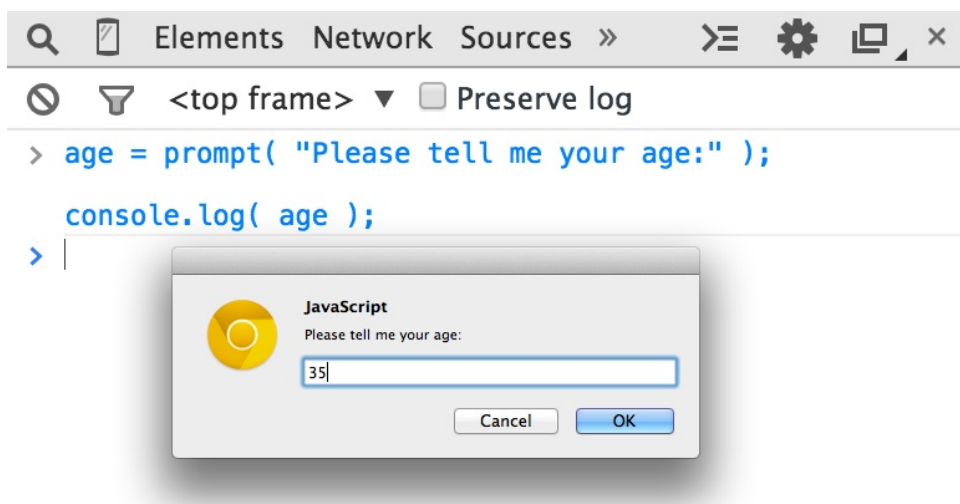 Elements Network Sources »
<top frame> ▼ Preserve log
> age = prompt( "Please tell me your age:" );
console.log( age );
>
JavaScript
Please tell me your age:
35
Cancel OK